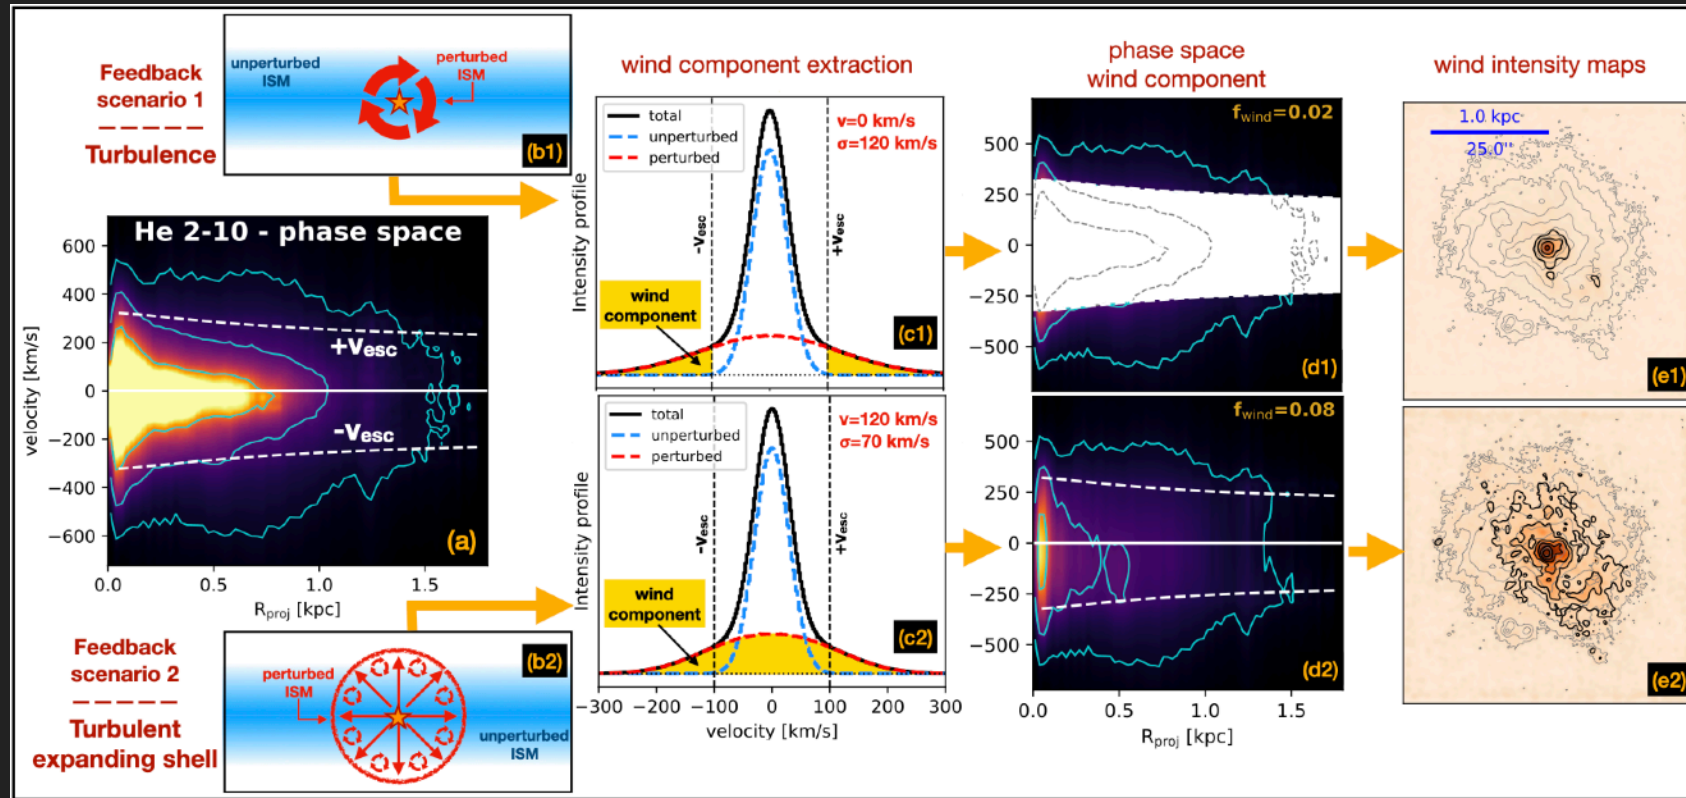 Feedback
scenario 1
Turbulence
unperturbed
ISM
perturbed
ISM
(b1)
He 2-10 - phase space
velocity [km/s]
600
400
200
0
−200
−400
−600
+vesc
-vesc
(a)
0.0 0.5 1.0 1.5
Rproj [kpc]
Feedback
scenario 2
Turbulent
expanding shell
perturbed
ISM
unperturbed
ISM
(b2)
wind component extraction
Intensity profile
total
unperturbed
perturbed
v=0 km/s
σ=120 km/s
-vesc
+vesc
wind
component
(c1)
Intensity profile
total
unperturbed
perturbed
v=120 km/s
σ=70 km/s
-vesc
+vesc
wind
component
(c2)
−300 −200 −100 0 100 200 300
velocity [km/s]
phase space
wind component
fwind=0.02
500
250
0
−250
−500
(d1)
fwind=0.08
500
250
0
−250
−500
(d2)
0.0 0.5 1.0 1.5
Rproj [kpc]
wind intensity maps
1.0 kpc
25.0''
(e1)
(e2)